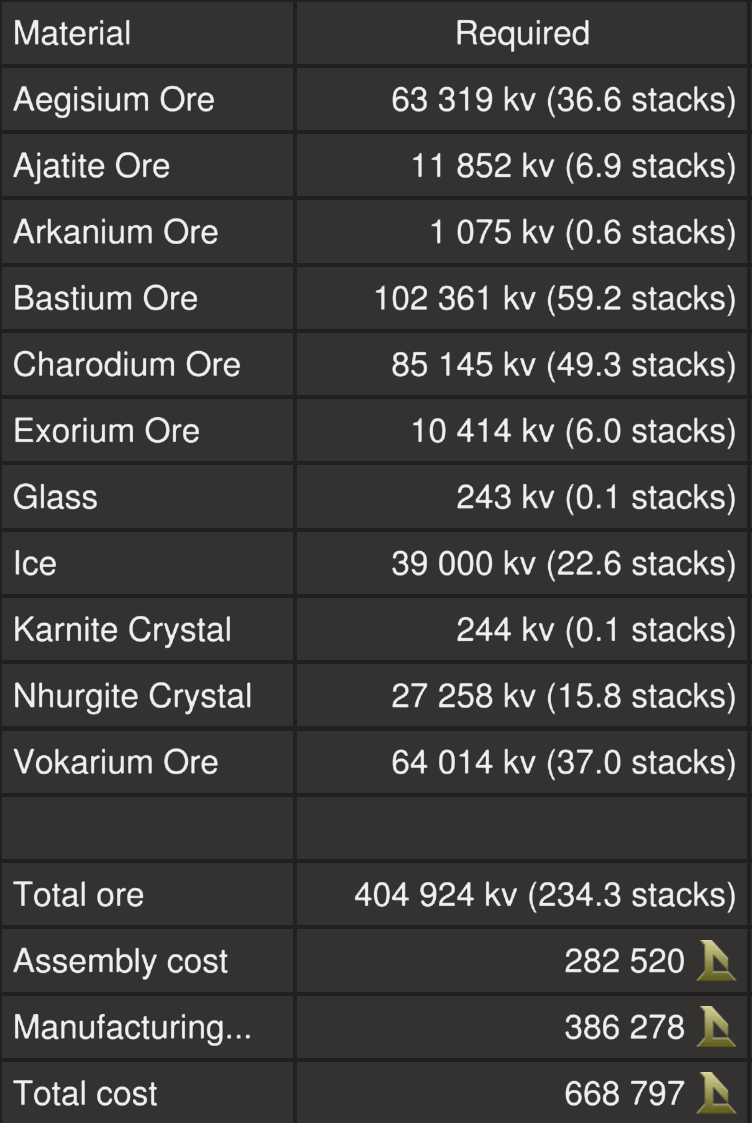 Material Required
Aegisium Ore 63 319 kv (36.6 stacks)
Ajatite Ore 11 852 kv (6.9 stacks)
Arkanium Ore 1 075 kv (0.6 stacks)
Bastium Ore 102 361 kv (59.2 stacks)
Charodium Ore 85 145 kv (49.3 stacks)
Exorium Ore 10 414 kv (6.0 stacks)
Glass 243 kv (0.1 stacks)
Ice 39 000 kv (22.6 stacks)
Karnite Crystal 244 kv (0.1 stacks)
Nhurgite Crystal 27 258 kv (15.8 stacks)
Vokarium Ore 64 014 kv (37.0 stacks)
Total ore 404 924 kv (234.3 stacks)
Assembly cost 282 520
Manufacturing... 386 278
Total cost 668 797